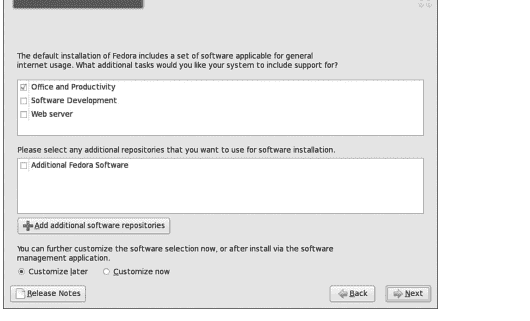 The default installation of Fedora includes a set of software applicable for general
internet usage. What additional tasks would you like your system to include support for?
Office and Productivity
Software Development
Web server
Please select any additional repositories that you want to use for software installation.
Additional Fedora Software
Add additional software repositories
You can further customize the software selection now, or after install via the software
management application.
Customize later
Customize now
Release Notes
Back
Next